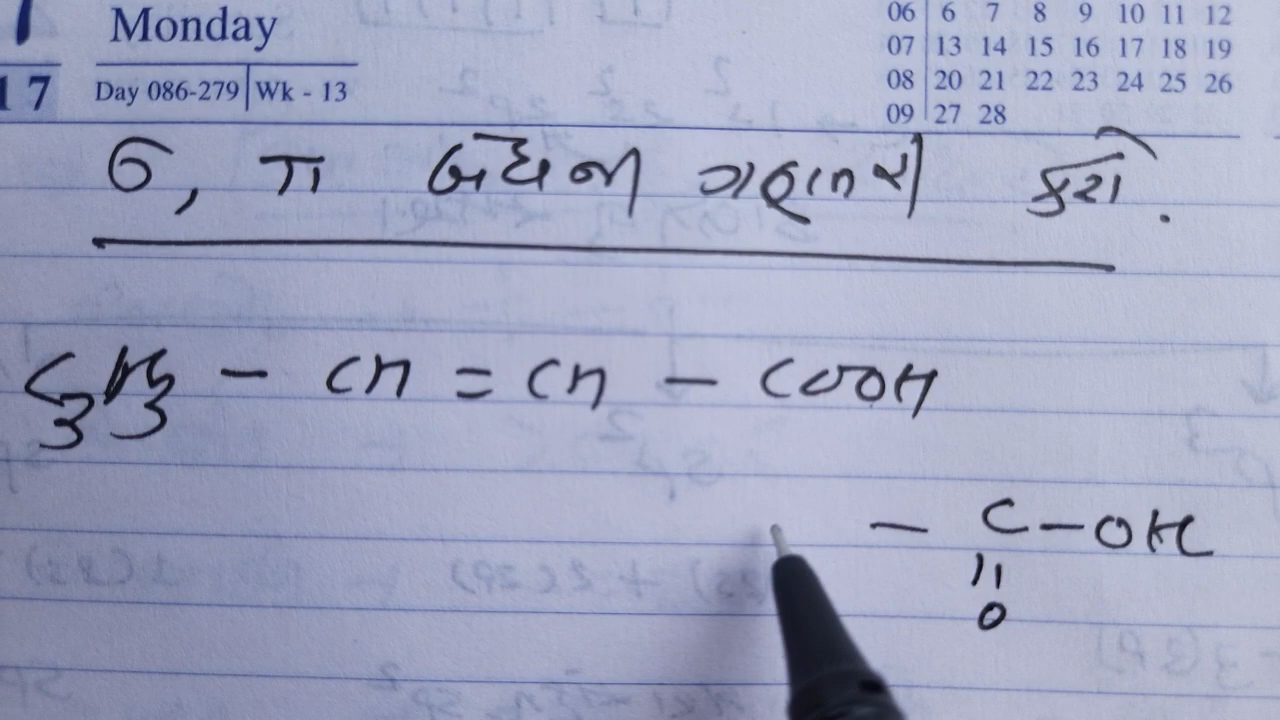 17
Monday
Day 086-279 Wk - 13
06 6 7 8 9 10 11 12
07 13 14 15 16 17 18 19
08 20 21 22 23 24 25 26
09 27 28
σ, π બંધની ગણતરી કરો.
C₃H₃ - CH = CH - COOH
- C - OH
||
O